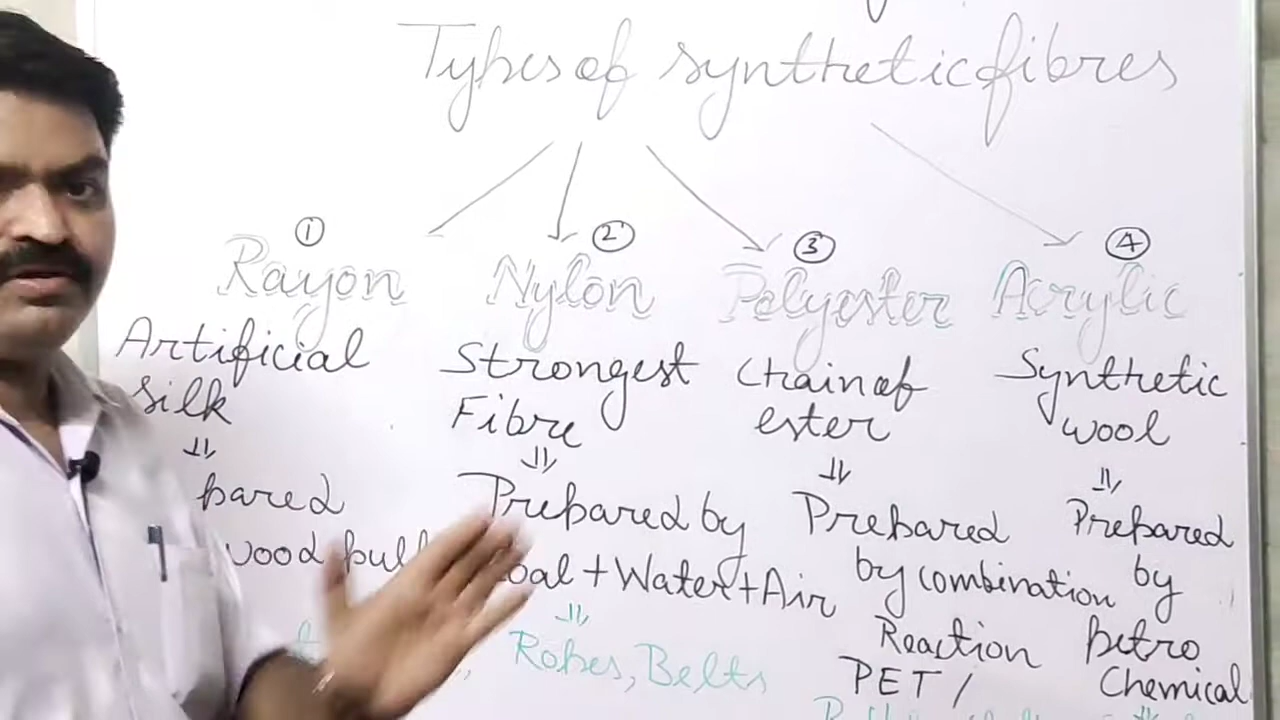 Types of synthetic fibres
① ② ③ ④
Rayon Nylon Polyester Acrylic
Artificial Strongest Chain of Synthetic
Silk Fibre ester wool
pared Prepared by Prepared Prepared
wood oal + Water + Air by combination by
Reaction Petro
Ropes, Belts PET / Chemical